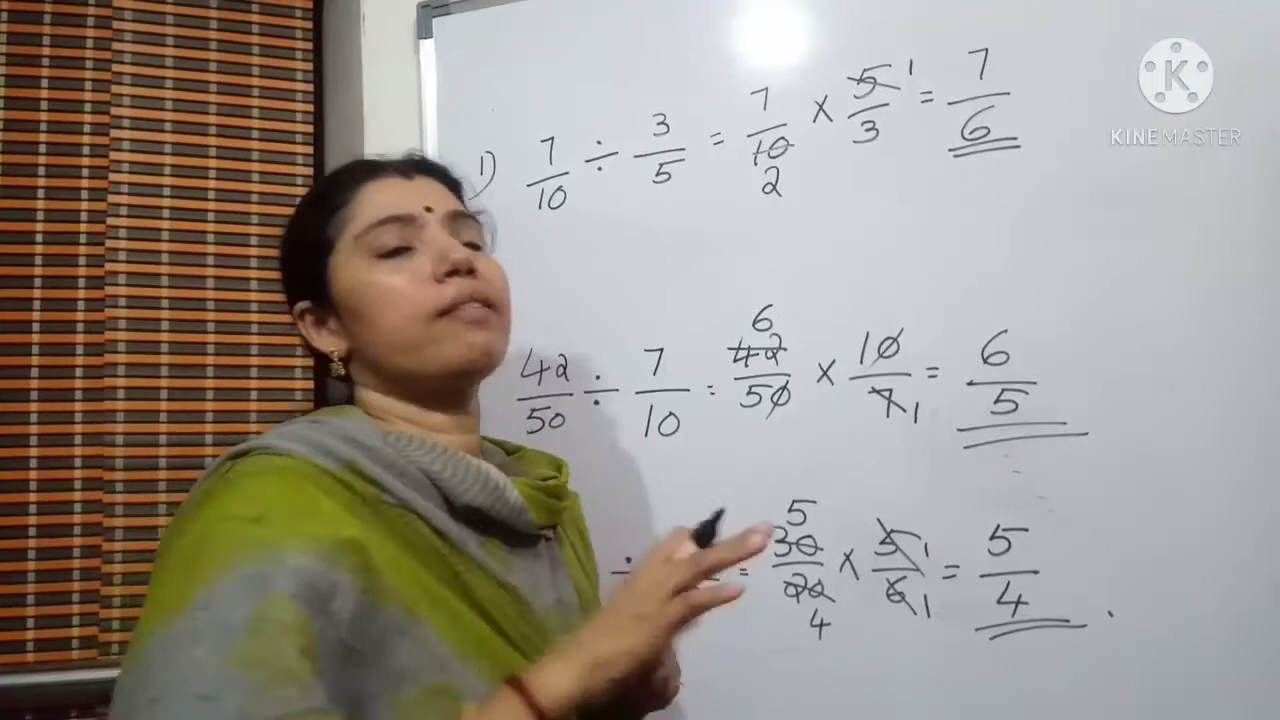 1) 7/10 ÷ 3/5 = 7/10 2 × 5/3 1 = 7/6
42/50 ÷ 7/10 = 6 42/50 × 10/7 1 = 6/5
÷ = 5 30/20 4 × 5/6 1 1 = 5/4
K
KINEMASTER